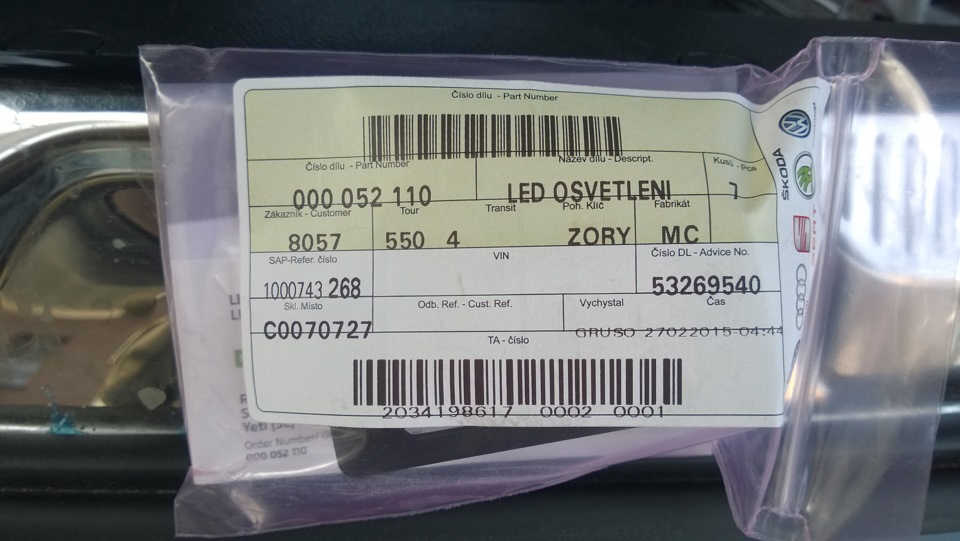 Číslo dílu - Part Number
Číslo dílu - Part Number
Název dílu - Descript.
Kusů - Pcs
000 052 110
LED OSVETLENI
Zákazník - Customer
Tour
Transit
Poh. Klíč
Fabrikát
8057
550 4
ZORY
MC
SAP-Refer. číslo
VIN
Číslo DL - Advice No.
1000743 268
53269540
Skl. Místo
Odb. Ref. - Cust. Ref.
Vychystal
Čas
C0070727
GRUSO 27022015 04:44
TA - číslo
2034198617 0002 0001
ŠKODA
SEAT
Yeti
Order Number/
000 052 110